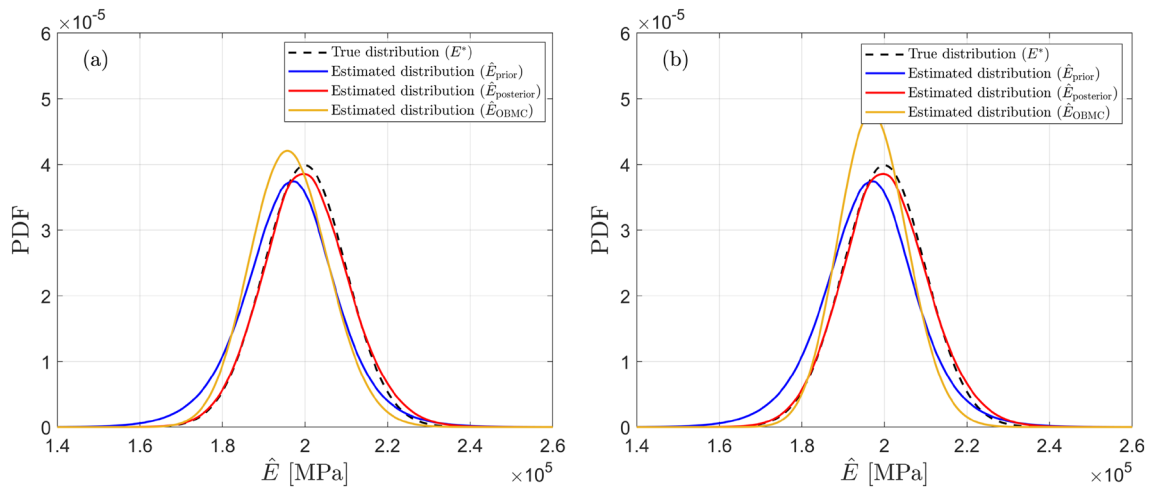 ×10⁻⁵
6
5
4
3
2
1
0
PDF
(a)
True distribution (E*)
Estimated distribution (Ê_prior)
Estimated distribution (Ê_posterior)
Estimated distribution (Ê_OBMC)
1.4 1.6 1.8 2 2.2 2.4 2.6
×10⁵
Ê [MPa]
×10⁻⁵
6
5
4
3
2
1
0
PDF
(b)
True distribution (E*)
Estimated distribution (Ê_prior)
Estimated distribution (Ê_posterior)
Estimated distribution (Ê_OBMC)
1.4 1.6 1.8 2 2.2 2.4 2.6
×10⁵
Ê [MPa]